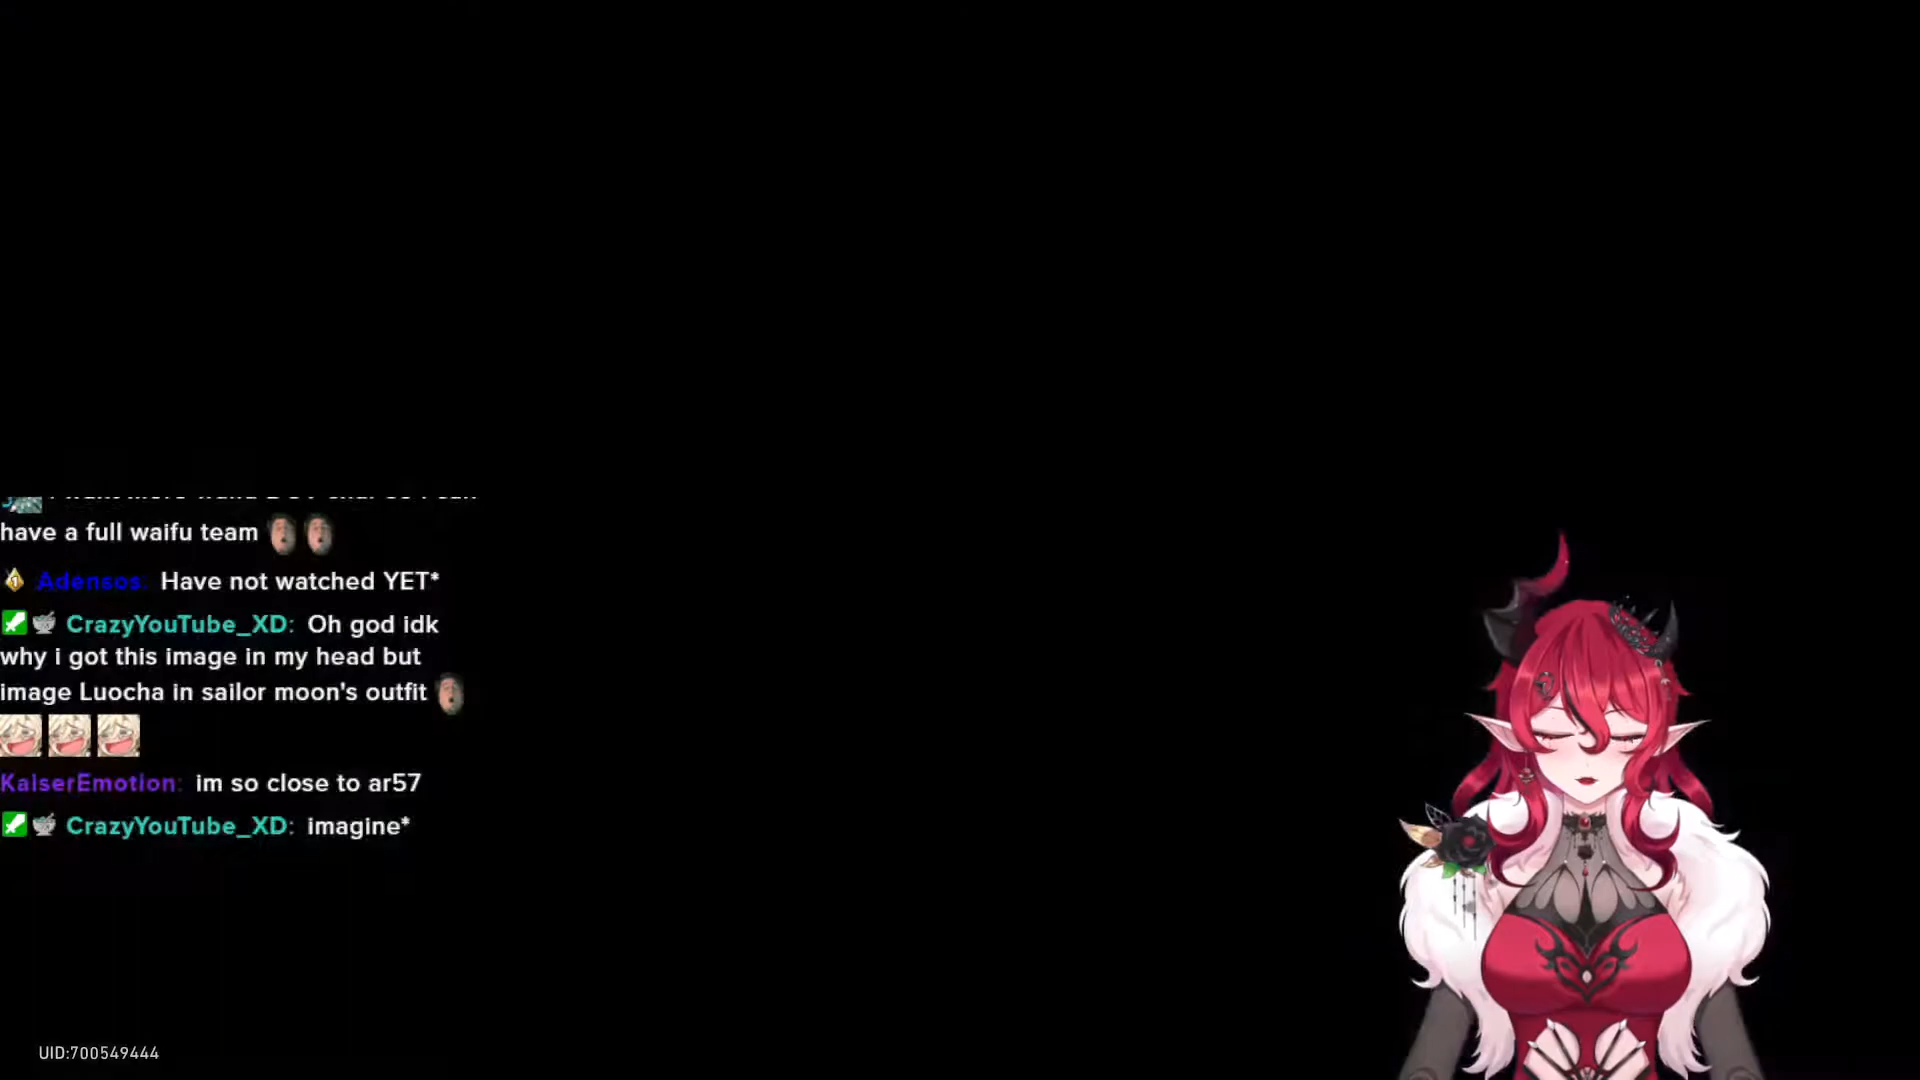 have a full waifu team
Adensos: Have not watched YET*
CrazyYouTube_XD: Oh god idk
why i got this image in my head but
image Luocha in sailor moon's outfit
KaiserEmotion: im so close to ar57
CrazyYouTube_XD: imagine*
UID:700549444